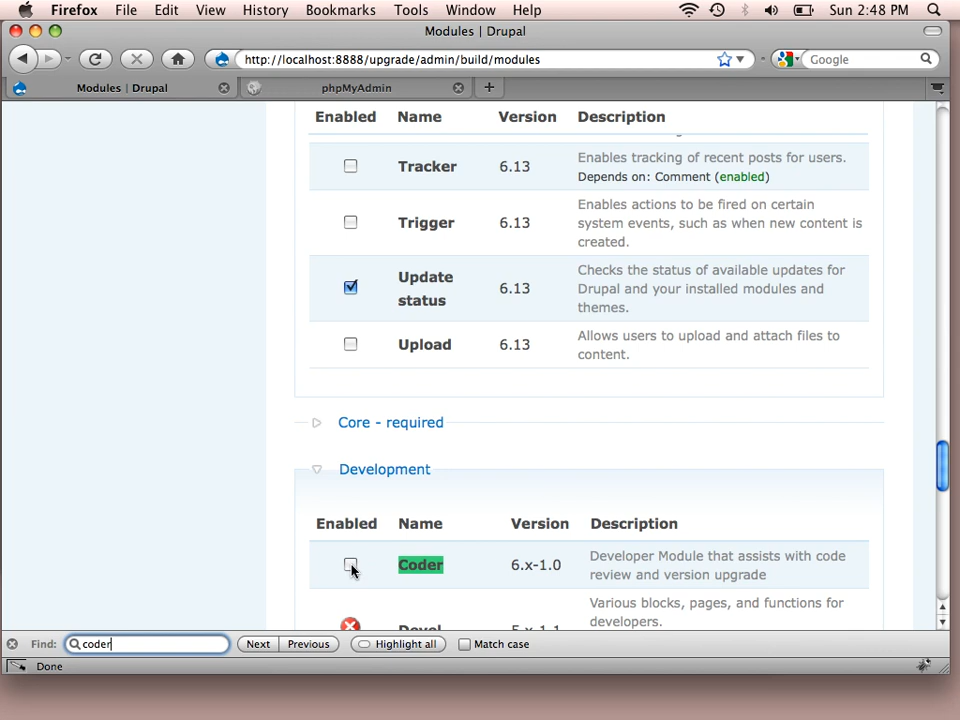 Firefox File Edit View History Bookmarks Tools Window Help Sun 2:48 PM
Modules | Drupal
http://localhost:8888/upgrade/admin/build/modules
Google
Modules | Drupal
phpMyAdmin
Enabled Name Version Description
Tracker 6.13 Enables tracking of recent posts for users.
Depends on: Comment (enabled)
Trigger 6.13 Enables actions to be fired on certain
system events, such as when new content is
created.
Update
status
6.13
Checks the status of available updates for
Drupal and your installed modules and
themes.
Upload 6.13 Allows users to upload and attach files to
content.
Core - required
Development
Enabled Name Version Description
Coder 6.x-1.0 Developer Module that assists with code
review and version upgrade
Devel 5.x-1.1 Various blocks, pages, and functions for
developers.
Find: coder Next Previous Highlight all Match case
Done